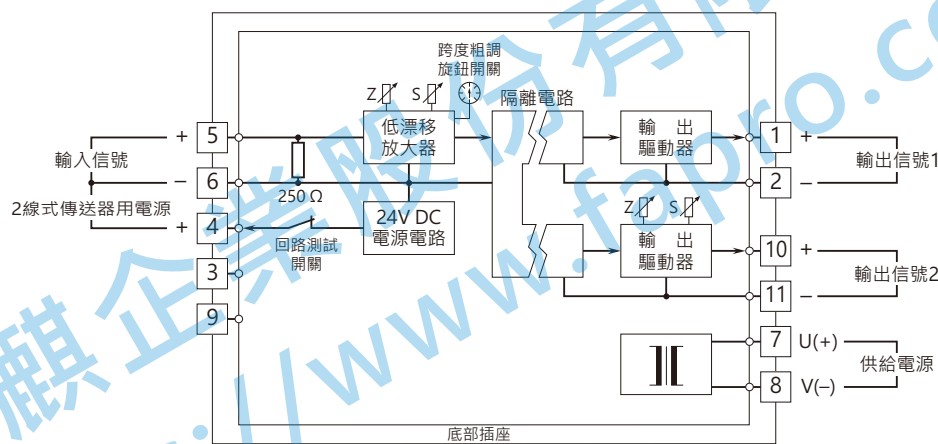 跨度粗調
旋鈕開關
Z
S
隔離電路
低漂移
放大器
輸 出
驅動器
5
+
輸入信號
6
–
250 Ω
2線式傳送器用電源
4
+
回路測試
開關
24V DC
電源電路
3
9
1
+
輸出信號1
2
–
Z
S
輸 出
驅動器
10
+
輸出信號2
11
–
7
U(+)
供給電源
8
V(–)
底部插座
麒企業股份有限
://www.fapro.co